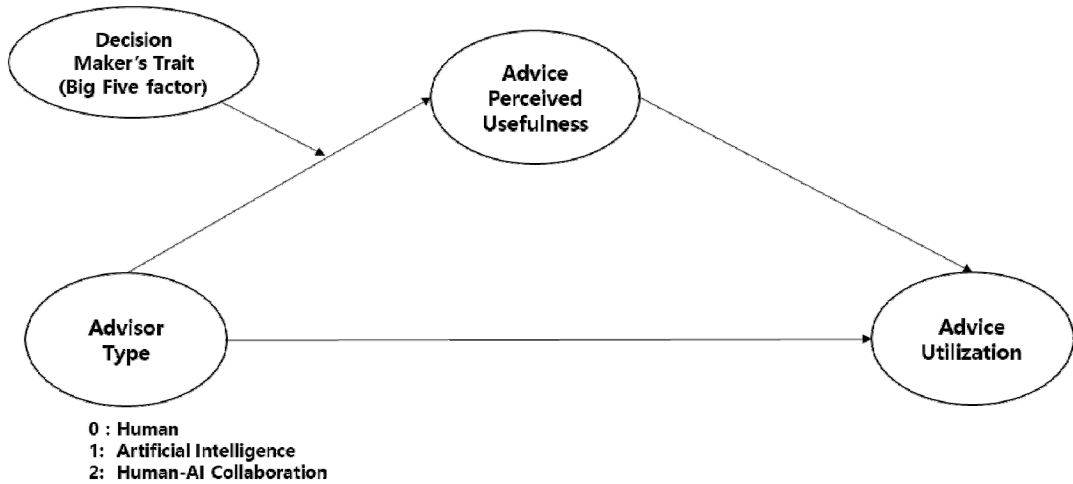 Decision
Maker's Trait
(Big Five factor)
Advice
Perceived
Usefulness
Advisor
Type
Advice
Utilization
0 : Human
1: Artificial Intelligence
2: Human-AI Collaboration